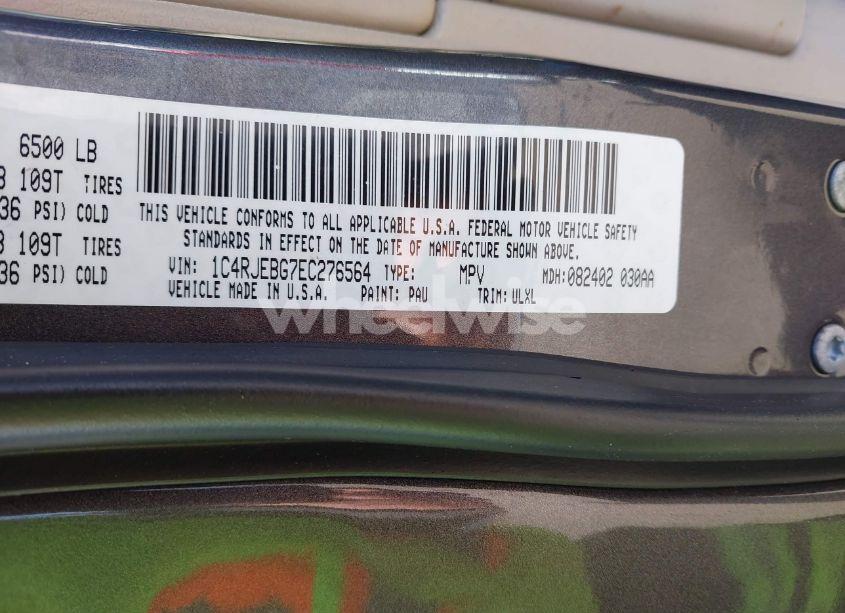 6500 LB
109T TIRES
36 PSI) COLD
109T TIRES
36 PSI) COLD
THIS VEHICLE CONFORMS TO ALL APPLICABLE U.S.A. FEDERAL MOTOR VEHICLE SAFETY
STANDARDS IN EFFECT ON THE DATE OF MANUFACTURE SHOWN ABOVE.
VIN: 1C4RJEBG7EC276564 TYPE: MPV MDH:082402 030AA
VEHICLE MADE IN U.S.A. PAINT: PAU TRIM:ULXL
wheelwise